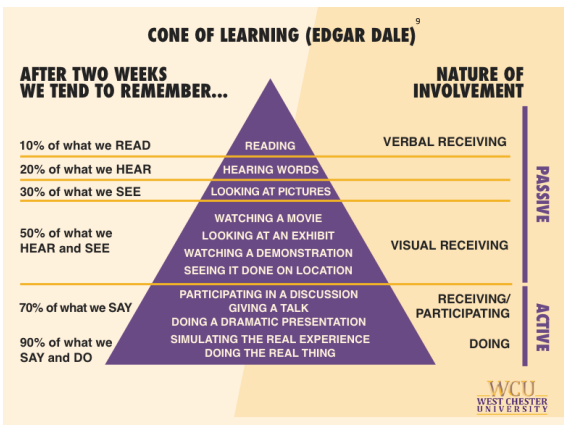 CONE OF LEARNING (EDGAR DALE)9
AFTER TWO WEEKS
WE TEND TO REMEMBER...
NATURE OF
INVOLVEMENT
10% of what we READ
READING
VERBAL RECEIVING
20% of what we HEAR
HEARING WORDS
30% of what we SEE
LOOKING AT PICTURES
PASSIVE
50% of what we
HEAR and SEE
WATCHING A MOVIE
LOOKING AT AN EXHIBIT
WATCHING A DEMONSTRATION
SEEING IT DONE ON LOCATION
VISUAL RECEIVING
70% of what we SAY
PARTICIPATING IN A DISCUSSION
GIVING A TALK
DOING A DRAMATIC PRESENTATION
RECEIVING/
PARTICIPATING
ACTIVE
90% of what we
SAY and DO
SIMULATING THE REAL EXPERIENCE
DOING THE REAL THING
DOING
WCU
WEST CHESTER
UNIVERSITY